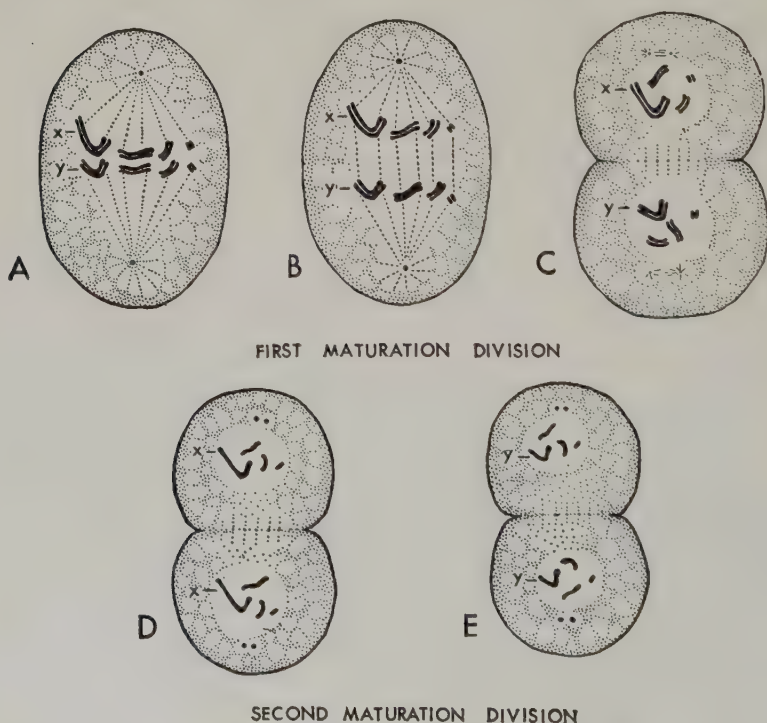 x
y
A
x
y
B
x
y
C
FIRST MATURATION DIVISION
x
x
D
y
y
E
SECOND MATURATION DIVISION